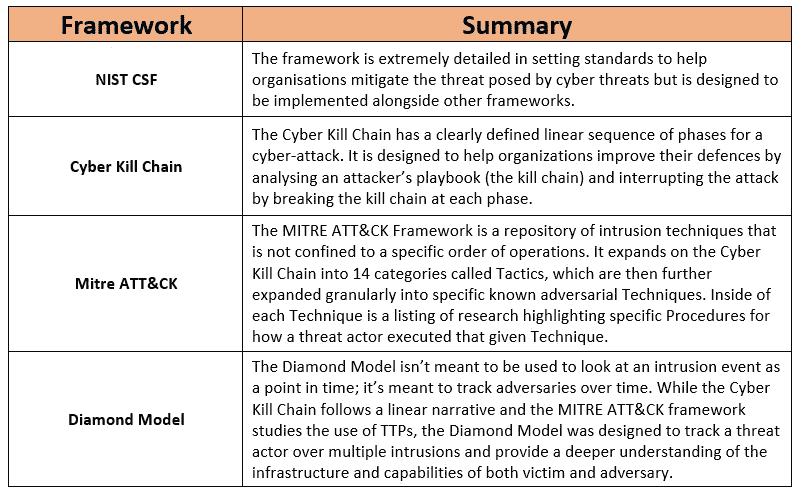 Framework
Summary
NIST CSF
The framework is extremely detailed in setting standards to help
organisations mitigate the threat posed by cyber threats but is designed to
be implemented alongside other frameworks.
Cyber Kill Chain
The Cyber Kill Chain has a clearly defined linear sequence of phases for a
cyber-attack. It is designed to help organizations improve their defences by
analysing an attacker’s playbook (the kill chain) and interrupting the attack
by breaking the kill chain at each phase.
Mitre ATT&CK
The MITRE ATT&CK Framework is a repository of intrusion techniques that
is not confined to a specific order of operations. It expands on the Cyber
Kill Chain into 14 categories called Tactics, which are then further
expanded granularly into specific known adversarial Techniques. Inside of
each Technique is a listing of research highlighting specific Procedures for
how a threat actor executed that given Technique.
Diamond Model
The Diamond Model isn’t meant to be used to look at an intrusion event as
a point in time; it’s meant to track adversaries over time. While the Cyber
Kill Chain follows a linear narrative and the MITRE ATT&CK framework
studies the use of TTPs, the Diamond Model was designed to track a threat
actor over multiple intrusions and provide a deeper understanding of the
infrastructure and capabilities of both victim and adversary.